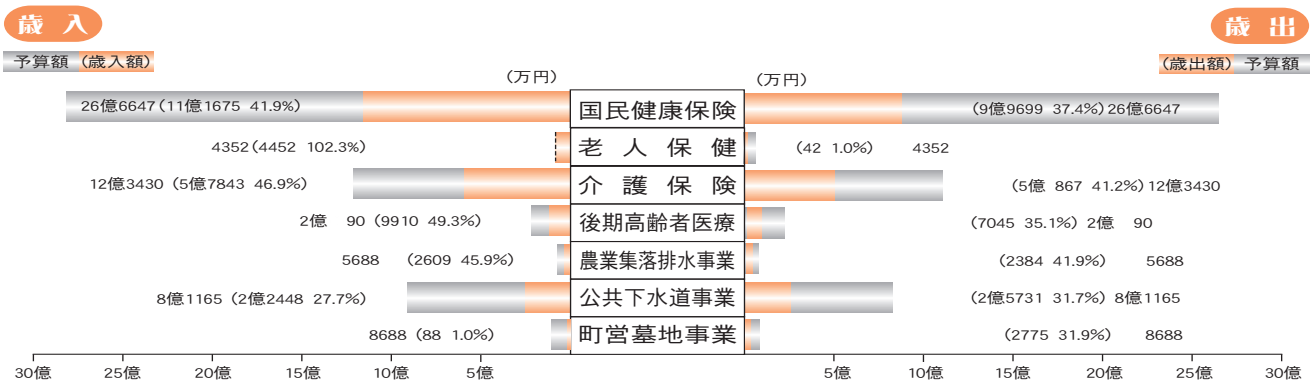 歳入
歳出
予算額 (歳入額)
(歳出額) 予算額
(万円)
(万円)
26億6647(11億1675 41.9%) 国民健康保険 (9億9699 37.4%)26億6647
4352(4452 102.3%) 老人保健 (42 1.0%) 4352
12億3430 (5億7843 46.9%) 介護保険 (5億 867 41.2%)12億3430
2億 90 (9910 49.3%) 後期高齢者医療 (7045 35.1%) 2億 90
5688 (2609 45.9%) 農業集落排水事業 (2384 41.9%) 5688
8億1165 (2億2448 27.7%) 公共下水道事業 (2億5731 31.7%) 8億1165
8688 (88 1.0%) 町営墓地事業 (2775 31.9%) 8688
30億 25億 20億 15億 10億 5億 5億 10億 15億 20億 25億 30億